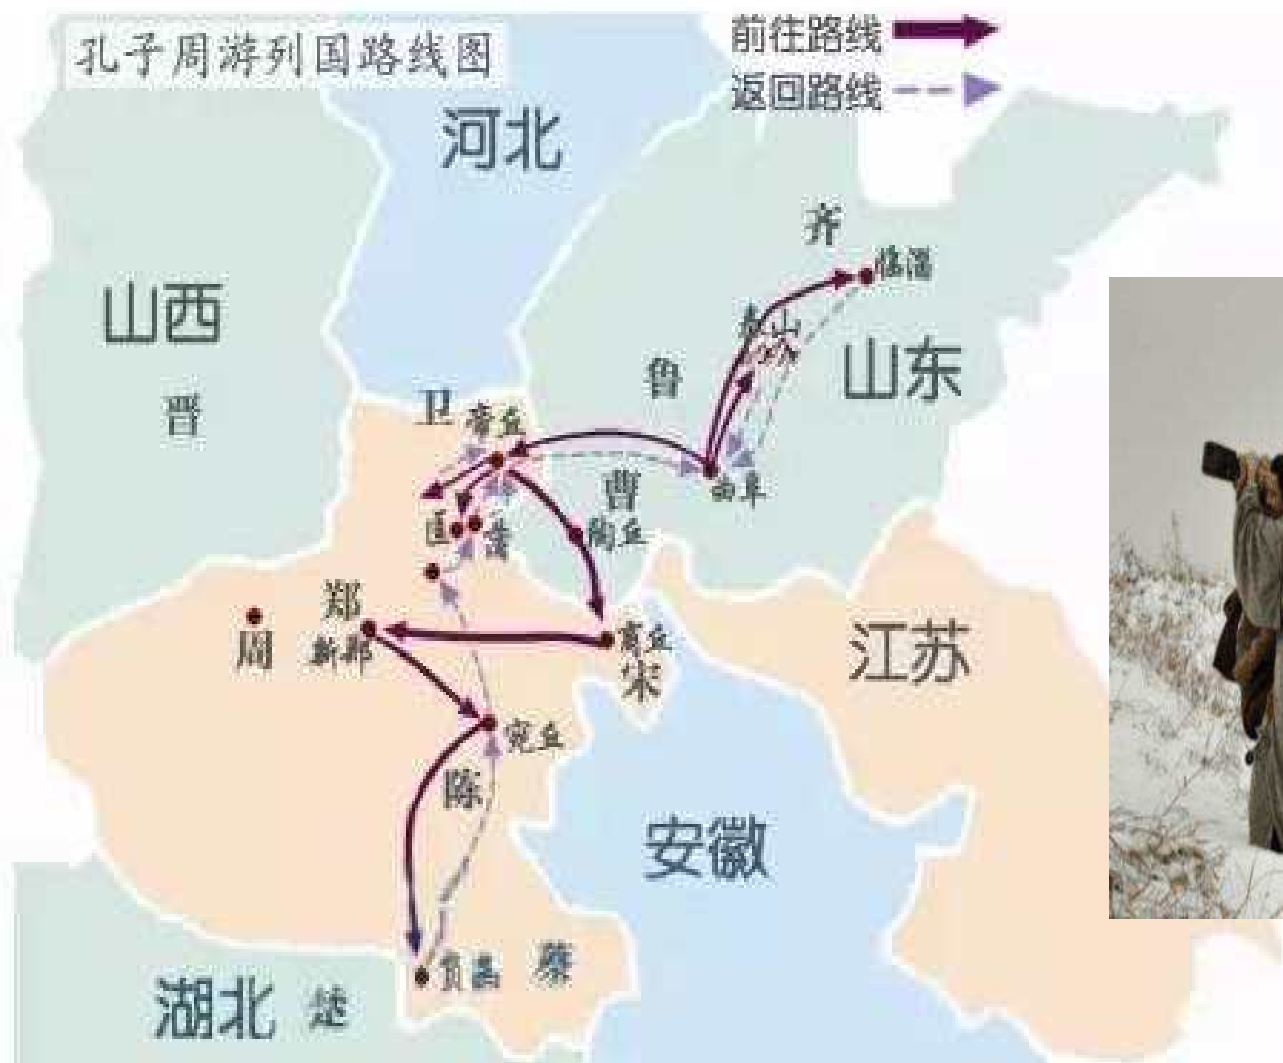 孔子周游列国路线图
前往路线
返回路线
河北
山西
晋
齐
临淄
泰山
山东
鲁
卫
帝丘
曹
曲阜
匡
蒲
陶丘
郑
新郑
周
商丘
宋
江苏
宛丘
陈
安徽
负函
蔡
湖北